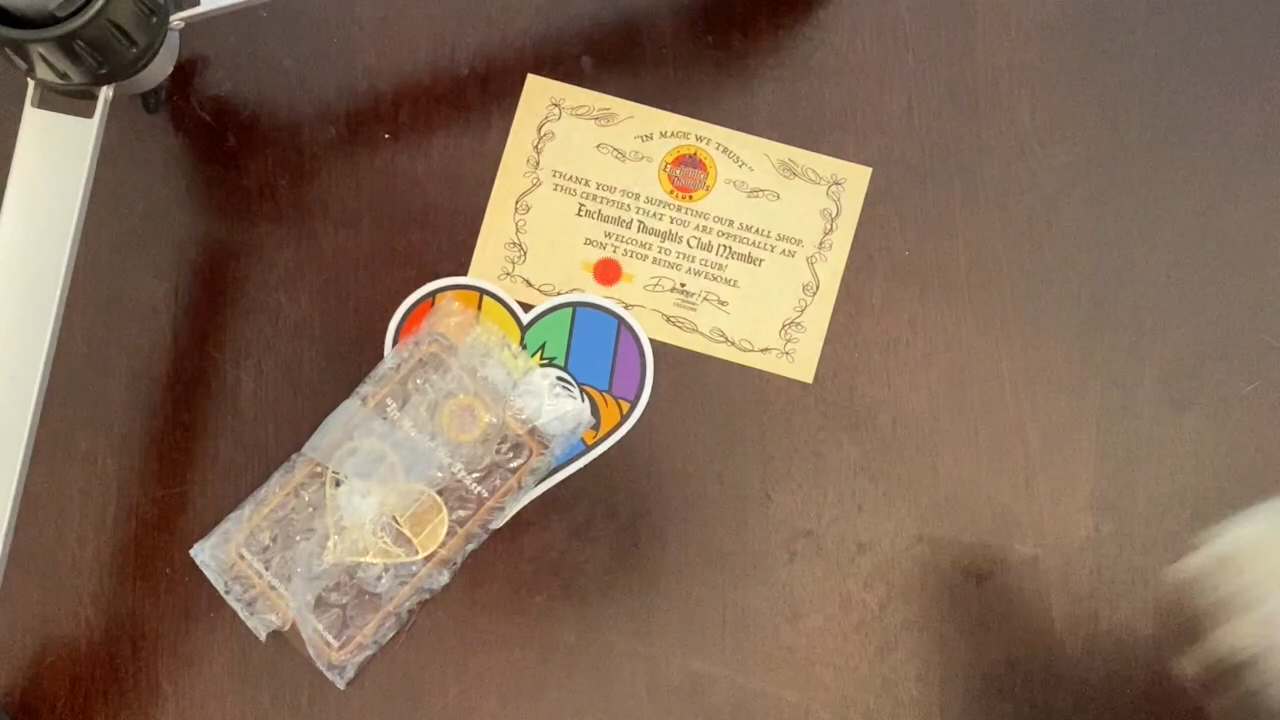 "IN MAGIC WE TRUST"
Enchanted
Thoughts
CLUB
THANK YOU FOR SUPPORTING OUR SMALL SHOP.
THIS CERTIFIES THAT YOU ARE OFFICIALLY AN
Enchanted Thoughts Club Member
WELCOME TO THE CLUB!
DON'T STOP BEING AWESOME.